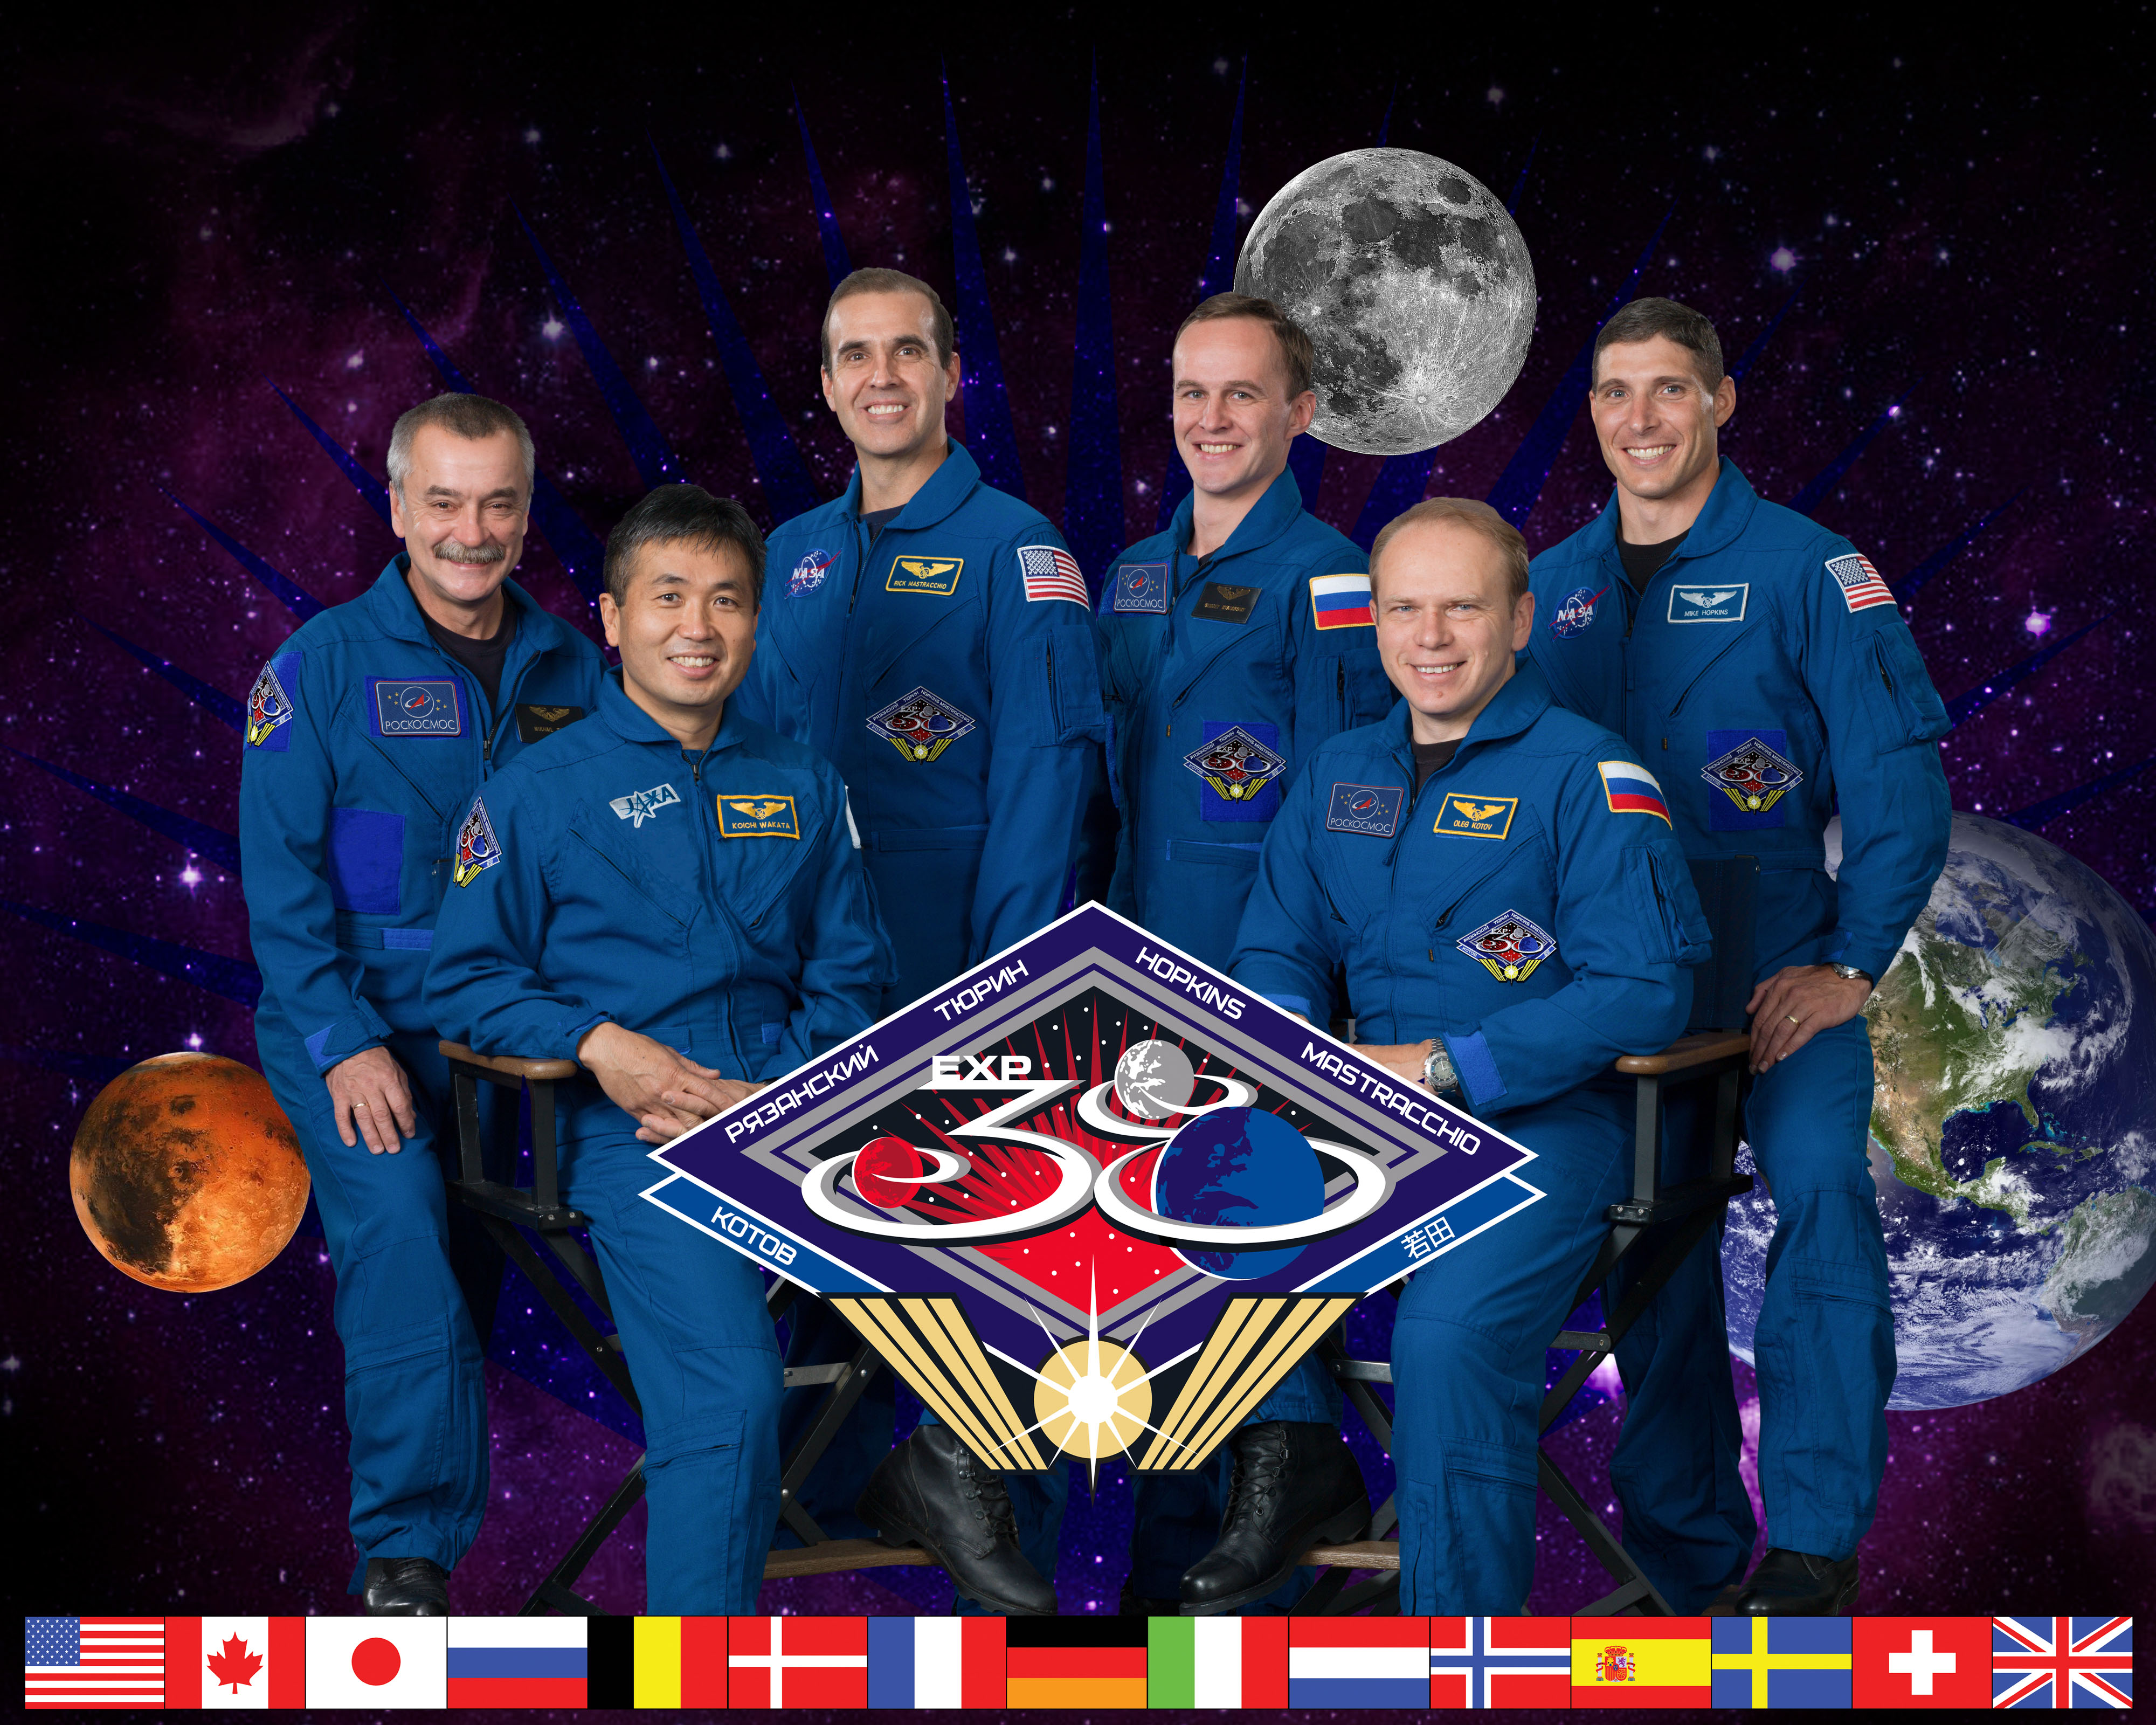 NASA
RICK MASTRACCHIO
РОСКОСМОС
NASA
MIKE HOPKINS
РОСКОСМОС
JAXA
KOICHI WAKATA
РОСКОСМОС
OLEG KOTOV
РЯЗАНСКИЙ
ТЮРИН
HOPKINS
MASTRACCHIO
EXP
38
КОТОВ
若田